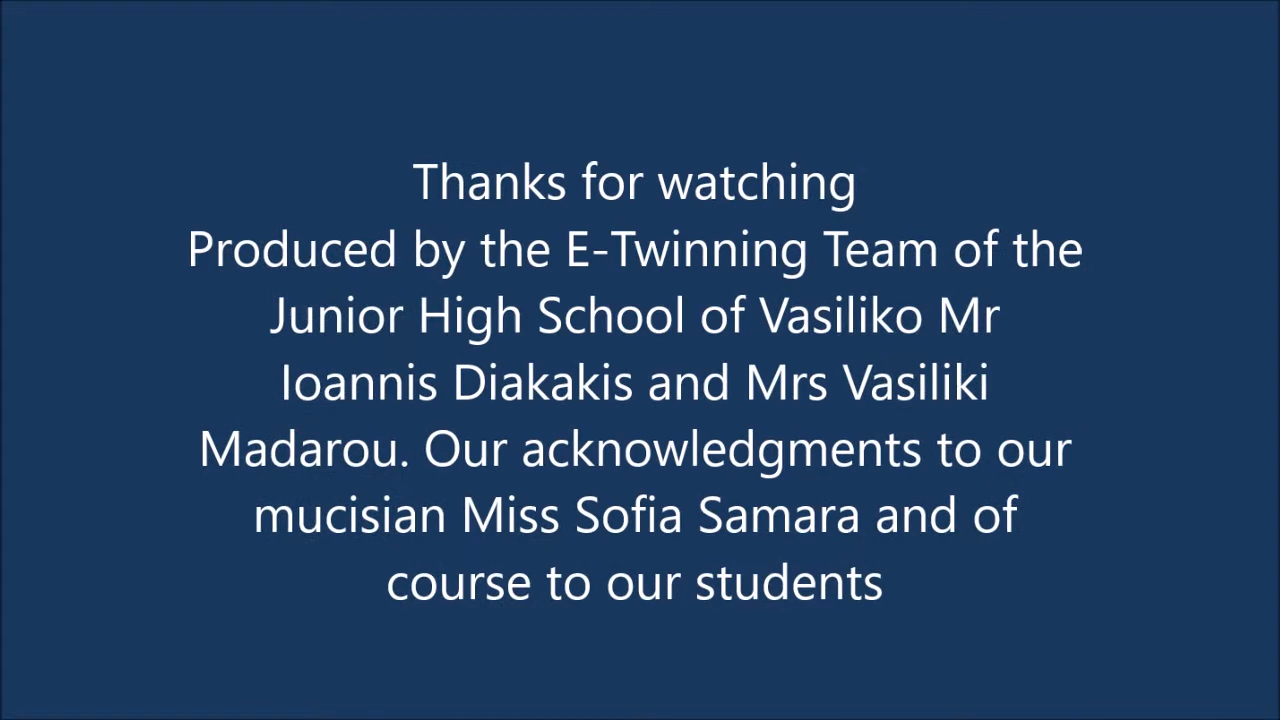 Thanks for watching
Produced by the E-Twinning Team of the
Junior High School of Vasiliko Mr
Ioannis Diakakis and Mrs Vasiliki
Madarou. Our acknowledgments to our
mucisian Miss Sofia Samara and of
course to our students